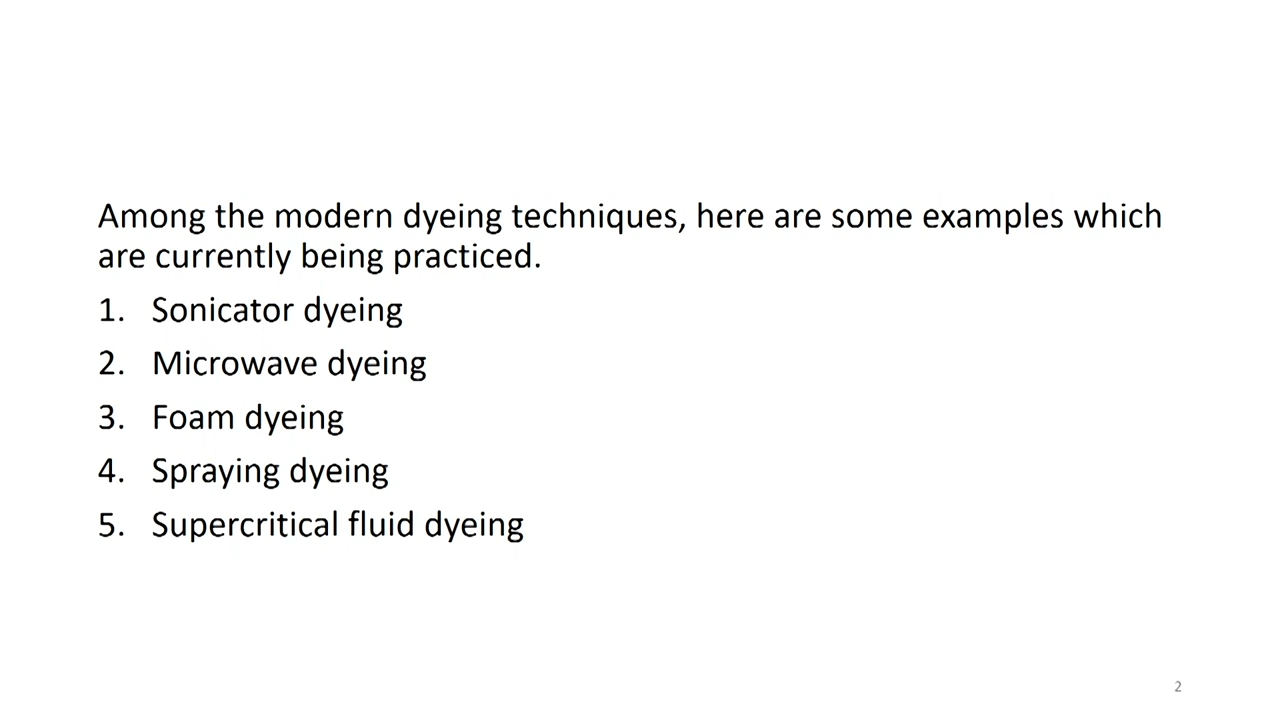 Among the modern dyeing techniques, here are some examples which
are currently being practiced.
1. Sonicator dyeing
2. Microwave dyeing
3. Foam dyeing
4. Spraying dyeing
5. Supercritical fluid dyeing
2